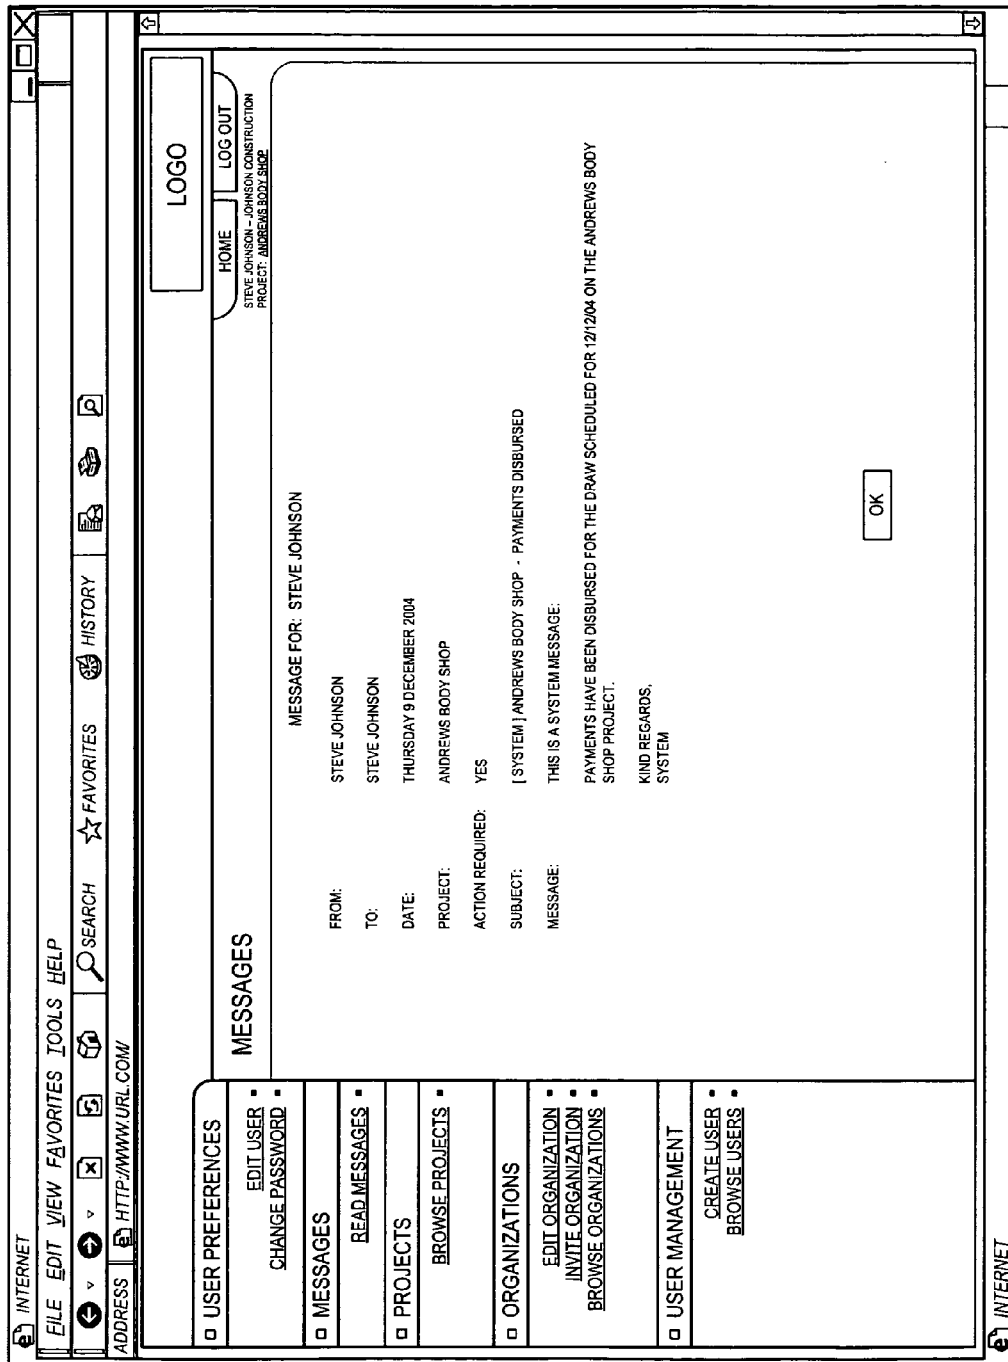 INTERNET
FILE EDIT VIEW FAVORITES TOOLS HELP
SEARCH FAVORITES HISTORY
ADDRESS HTTP://WWW.URL.COM/
LOGO
HOME LOG OUT
STEVE JOHNSON – JOHNSON CONSTRUCTION
PROJECT: ANDREWS BODY SHOP
USER PREFERENCES
EDIT USER
CHANGE PASSWORD
MESSAGES
READ MESSAGES
PROJECTS
BROWSE PROJECTS
ORGANIZATIONS
EDIT ORGANIZATION
INVITE ORGANIZATION
BROWSE ORGANIZATIONS
USER MANAGEMENT
CREATE USER
BROWSE USERS
MESSAGES
MESSAGE FOR: STEVE JOHNSON
FROM: STEVE JOHNSON
TO: STEVE JOHNSON
DATE: THURSDAY 9 DECEMBER 2004
PROJECT: ANDREWS BODY SHOP
ACTION REQUIRED: YES
SUBJECT: [ SYSTEM ] ANDREWS BODY SHOP - PAYMENTS DISBURSED
MESSAGE: THIS IS A SYSTEM MESSAGE:
PAYMENTS HAVE BEEN DISBURSED FOR THE DRAW SCHEDULED FOR 12/12/04 ON THE ANDREWS BODY
SHOP PROJECT.
KIND REGARDS,
SYSTEM
OK
INTERNET